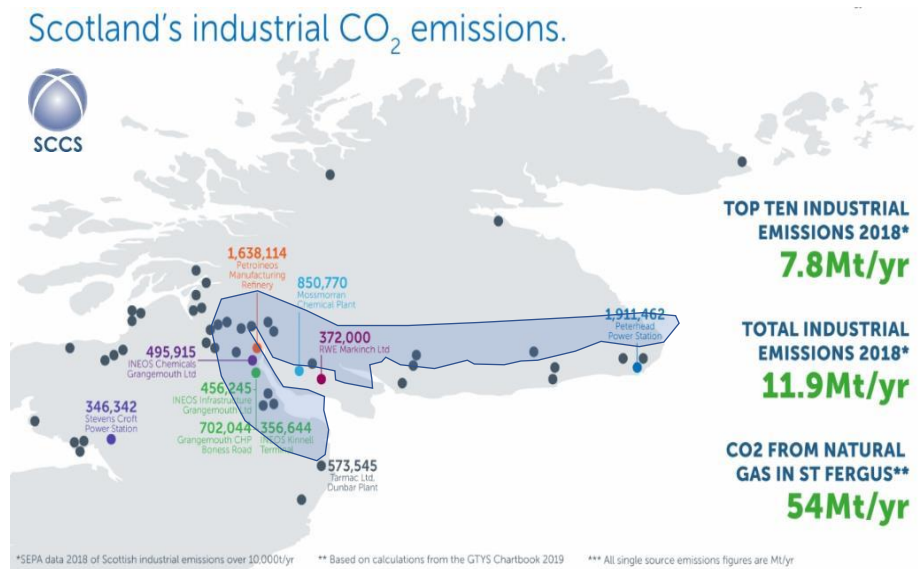 Scotland's industrial CO2 emissions.
SCCS
TOP TEN INDUSTRIAL
EMISSIONS 2018*
7.8Mt/yr
1,638,114
Petroineos
Manufacturing
Refinery
850,770
Mossmorran
Chemical Plant
1,911,462
Peterhead
Power Station
372,000
RWE Markinch Ltd
TOTAL INDUSTRIAL
EMISSIONS 2018*
11.9Mt/yr
495,915
INEOS Chemicals
Grangemouth Ltd
456,245
INEOS Infrastructure
Grangemouth Ltd
346,342
Stevens Croft
Power Station
702,044
Grangemouth CHP
Boness Road
356,644
INEOS Kinneil
Terminal
573,545
Tarmac Ltd,
Dunbar Plant
CO2 FROM NATURAL
GAS IN ST FERGUS**
54Mt/yr
*SEPA data 2018 of Scottish industrial emissions over 10.000t/yr
** Based on calculations from the GTYS Chartbook 2019
*** All single source emissions figures are Mt/yr